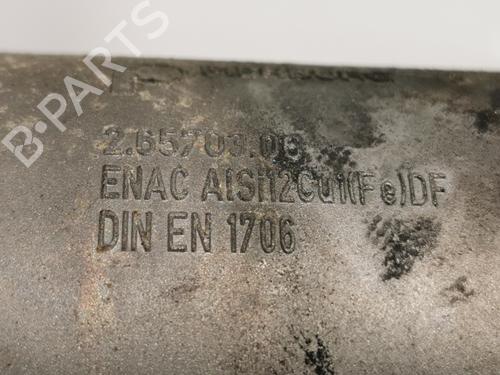 B-PARTS
2.65703.06
ENAC AlSi12Cu1(Fe)DF
DIN EN 1706